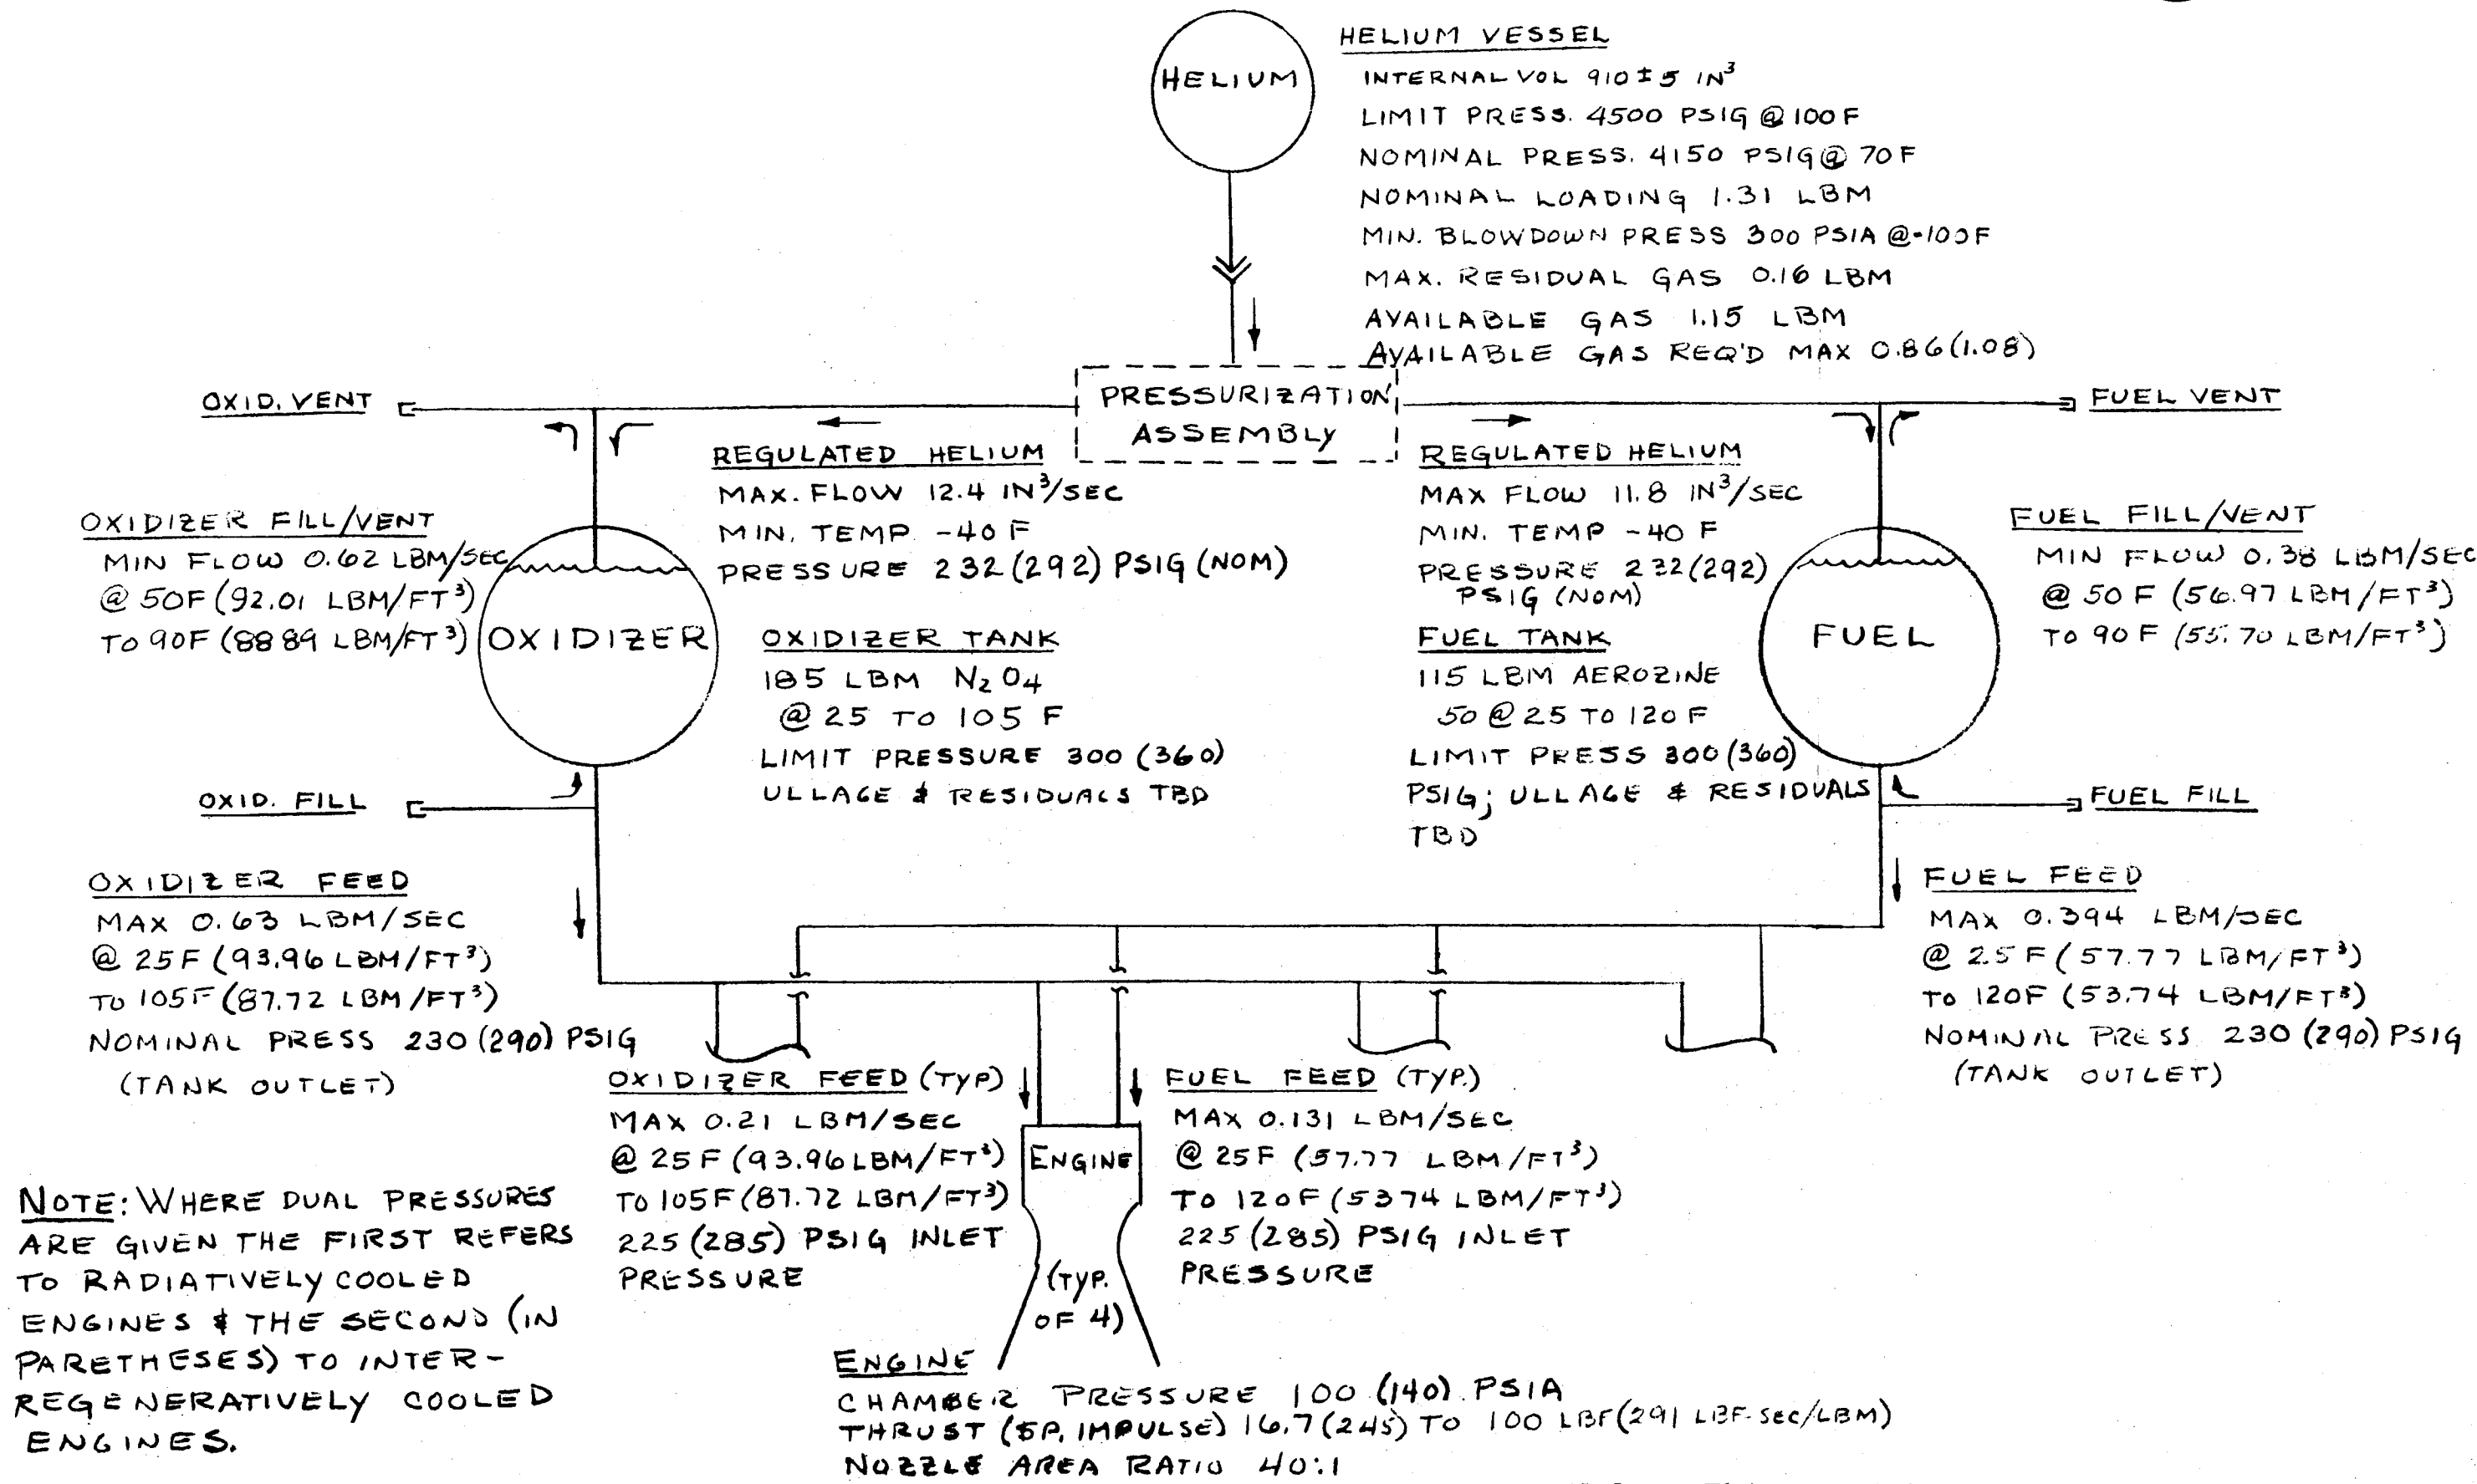 HELIUM
HELIUM VESSEL
INTERNAL VOL 910 ± 5 IN³
LIMIT PRESS. 4500 PSIG @ 100 F
NOMINAL PRESS. 4150 PSIG @ 70 F
NOMINAL LOADING 1.31 LBM
MIN. BLOWDOWN PRESS 300 PSIA @ -100F
MAX. RESIDUAL GAS 0.16 LBM
AVAILABLE GAS 1.15 LBM
AVAILABLE GAS REQ'D MAX 0.86 (1.08)
OXID. VENT
PRESSURIZATION
ASSEMBLY
FUEL VENT
REGULATED HELIUM
MAX. FLOW 12.4 IN³/SEC
MIN. TEMP. -40 F
PRESSURE 232 (292) PSIG (NOM)
REGULATED HELIUM
MAX FLOW 11.8 IN³/SEC
MIN. TEMP -40 F
PRESSURE 232 (292)
PSIG (NOM)
OXIDIZER FILL/VENT
MIN FLOW 0.62 LBM/SEC
@ 50F (92.01 LBM/FT³)
TO 90F (88 89 LBM/FT³)
OXIDIZER
OXIDIZER TANK
185 LBM N₂O₄
@ 25 TO 105 F
LIMIT PRESSURE 300 (360)
ULLAGE & RESIDUALS TBD
FUEL TANK
115 LBM AEROZINE
50 @ 25 TO 120 F
LIMIT PRESS 300 (360)
PSIG; ULLAGE & RESIDUALS
TBD
FUEL
FUEL FILL/VENT
MIN FLOW 0.38 LBM/SEC
@ 50 F (56.97 LBM/FT³)
TO 90 F (55.70 LBM/FT³)
OXID. FILL
FUEL FILL
OXIDIZER FEED
MAX 0.63 LBM/SEC
@ 25F (93.96 LBM/FT³)
TO 105F (87.72 LBM/FT³)
NOMINAL PRESS 230 (290) PSIG
(TANK OUTLET)
FUEL FEED
MAX 0.394 LBM/SEC
@ 25F (57.77 LBM/FT³)
TO 120F (53.74 LBM/FT³)
NOMINAL PRESS 230 (290) PSIG
(TANK OUTLET)
OXIDIZER FEED (TYP)
MAX 0.21 LBM/SEC
@ 25F (93.96 LBM/FT³)
TO 105F (87.72 LBM/FT³)
225 (285) PSIG INLET
PRESSURE
FUEL FEED (TYP.)
MAX 0.131 LBM/SEC
@ 25F (57.77 LBM/FT³)
TO 120F (53 74 LBM/FT³)
225 (285) PSIG INLET
PRESSURE
ENGINE
(TYP.
OF 4)
NOTE: WHERE DUAL PRESSURES
ARE GIVEN THE FIRST REFERS
TO RADIATIVELY COOLED
ENGINES & THE SECOND (IN
PARETHESES) TO INTER-
REGENERATIVELY COOLED
ENGINES.
ENGINE
CHAMBER PRESSURE 100 (140) PSIA
THRUST (SP. IMPULSE) 16.7 (245) TO 100 LBF (291 LBF-SEC/LBM)
NOZZLE AREA RATIO 40:1